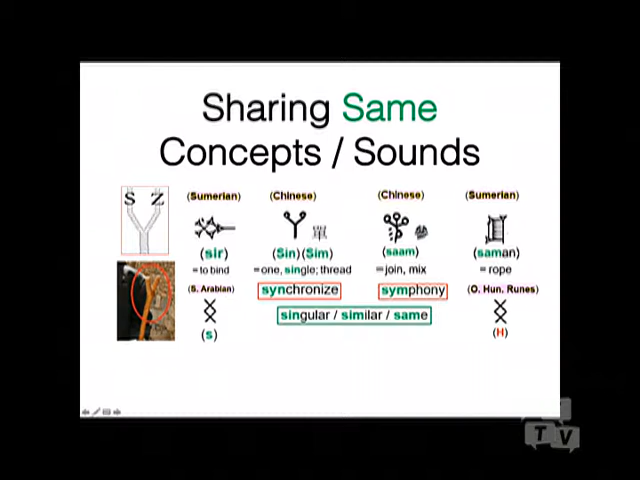 Sharing Same
Concepts / Sounds
S Z
(Sumerian) (Chinese) (Chinese) (Sumerian)
單
(sir) (Sin)(Sim) (saam) (saman)
=to bind =one, single; thread =join, mix = rope
(S. Arabian) synchronize symphony (O. Hun. Runes)
singular / similar / same
(s) (H)
TV